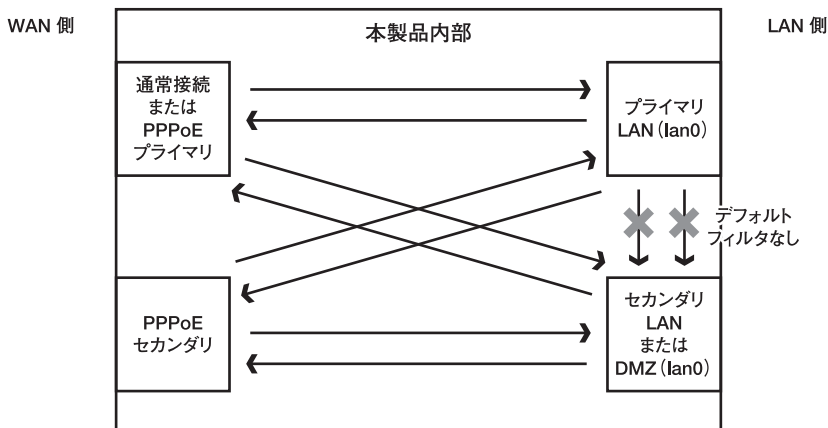 WAN 側
本製品内部
LAN 側
通常接続
または
PPPoE
プライマリ
プライマリ
LAN（lan0）
デフォルト
フィルタなし
PPPoE
セカンダリ
セカンダリ
LAN
または
DMZ（lan0）